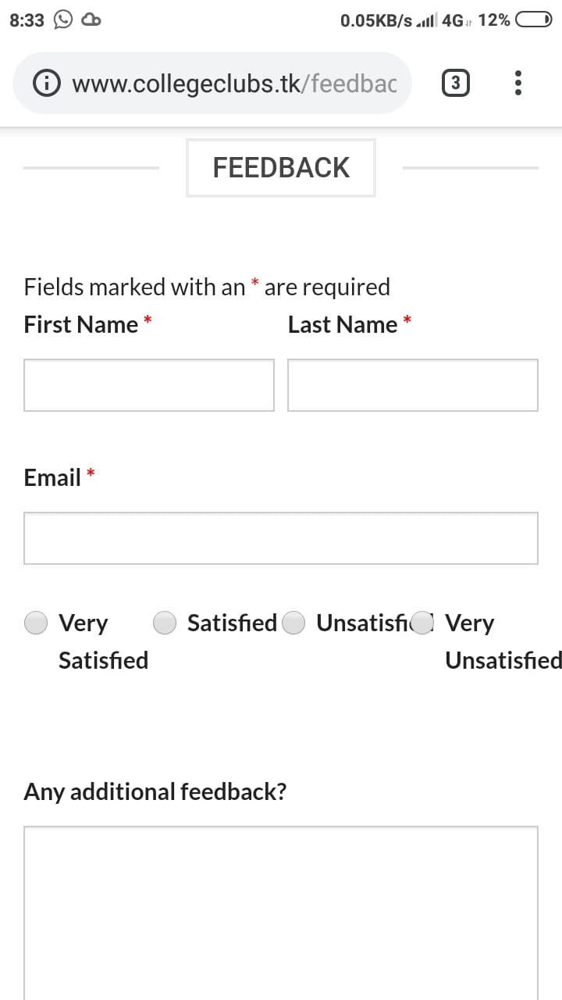 8:33 0.05KB/s 4G 12%
www.collegeclubs.tk/feedbac 3
FEEDBACK
Fields marked with an * are required
First Name * Last Name *
Email *
Very Satisfied Unsatisfied Very
Satisfied Unsatisfied
Any additional feedback?